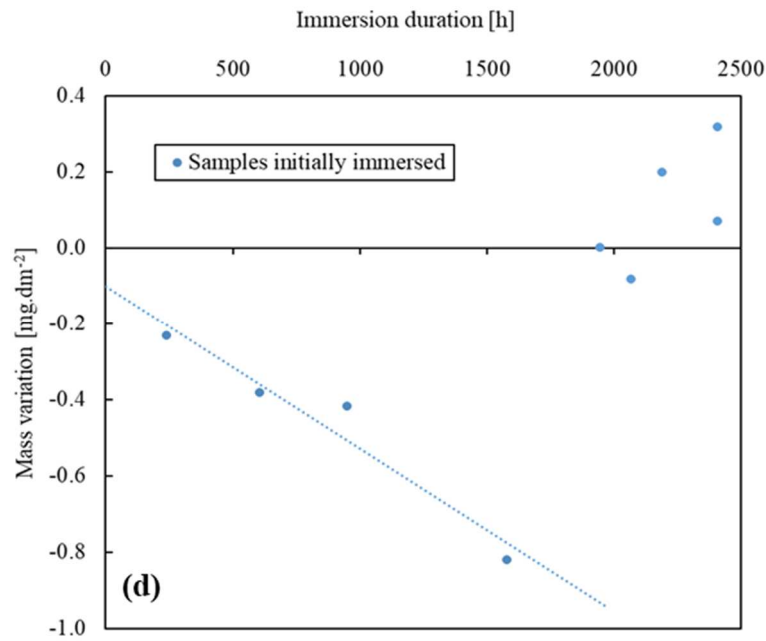 Immersion duration [h]
0 500 1000 1500 2000 2500
0.4
Samples initially immersed
0.2
0.0
-0.2
-0.4
-0.6
-0.8
-1.0
Mass variation [mg.dm-2]
(d)